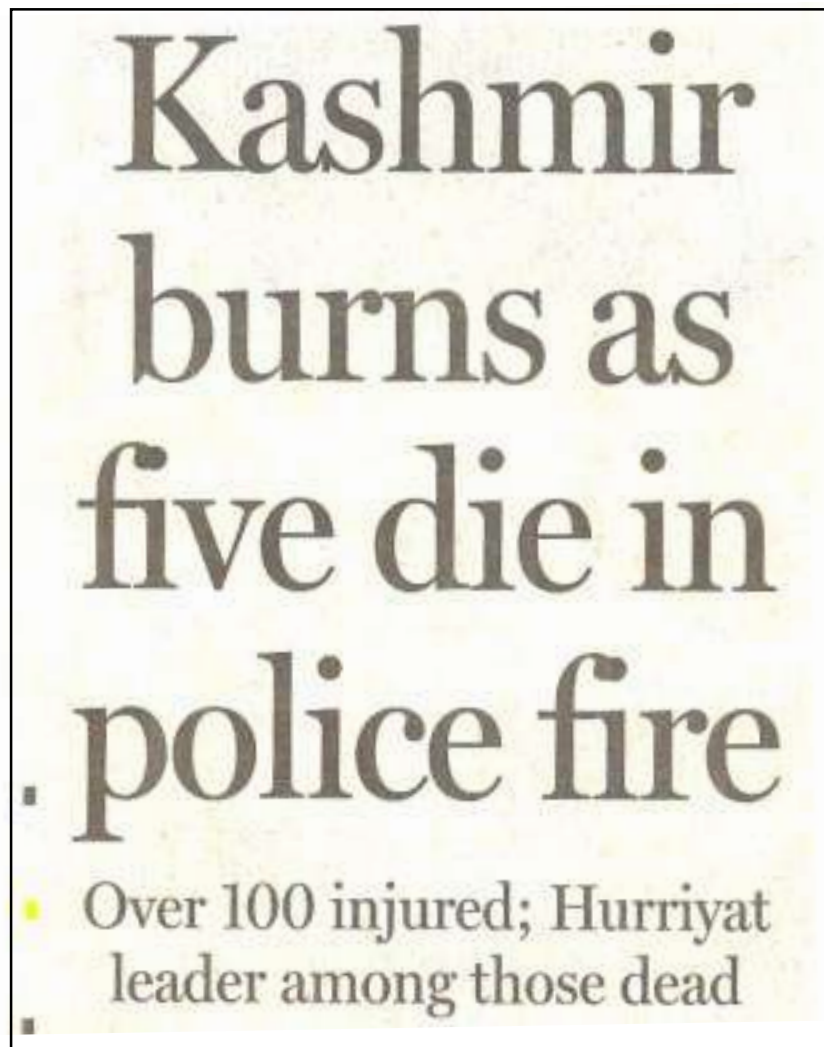 Kashmir
burns as
five die in
police fire
Over 100 injured; Hurriyat
leader among those dead